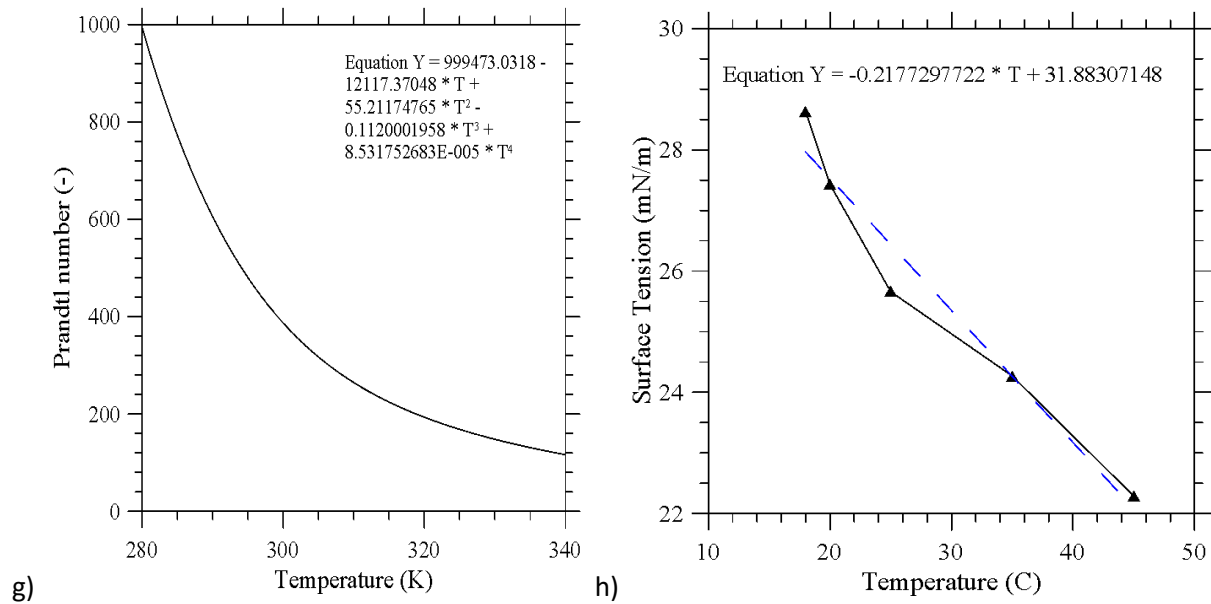 1000
800
600
400
200
0
280
300
320
340
Prandtl number (-)
Temperature (K)
Equation Y = 999473.0318 -
12117.37048 * T +
55.21174765 * T² -
0.1120001958 * T³ +
8.531752683E-005 * T⁴
g)
30
28
26
24
22
10
20
30
40
50
Surface Tension (mN/m)
Temperature (C)
Equation Y = -0.2177297722 * T + 31.88307148
h)